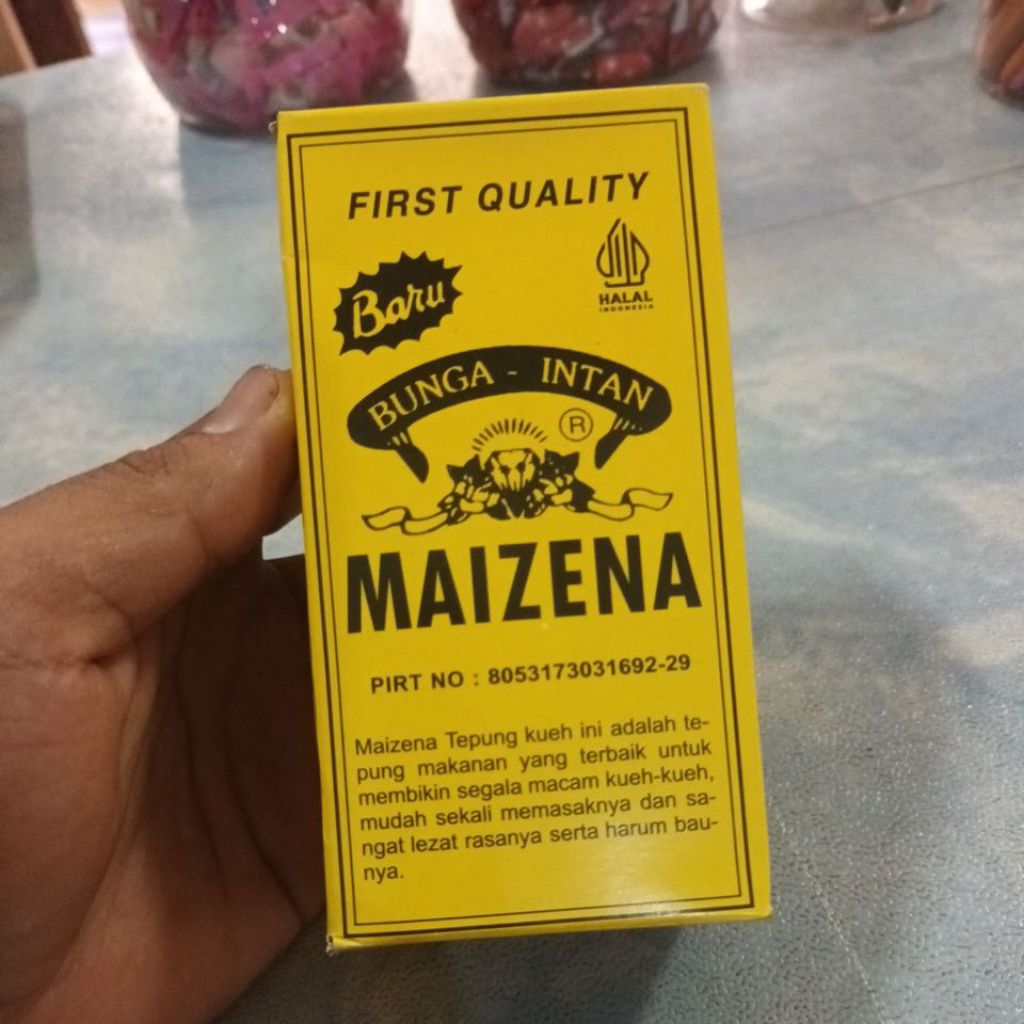 FIRST QUALITY
HALAL
INDONESIA
Baru
BUNGA - INTAN
R
MAIZENA
PIRT NO : 8053173031692-29
Maizena Tepung kueh ini adalah te-
pung makanan yang terbaik untuk
membikin segala macam kueh-kueh,
mudah sekali memasaknya dan sa-
ngat lezat rasanya serta harum bau-
nya.